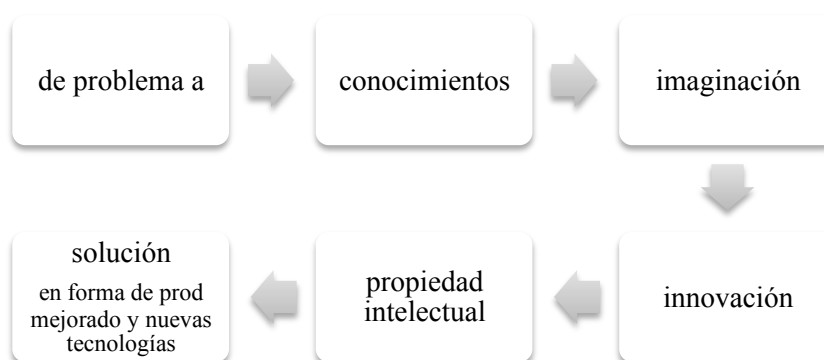 de problema a
conocimientos
imaginación
innovación
propiedad
intelectual
solución
en forma de prod
mejorado y nuevas
tecnologías